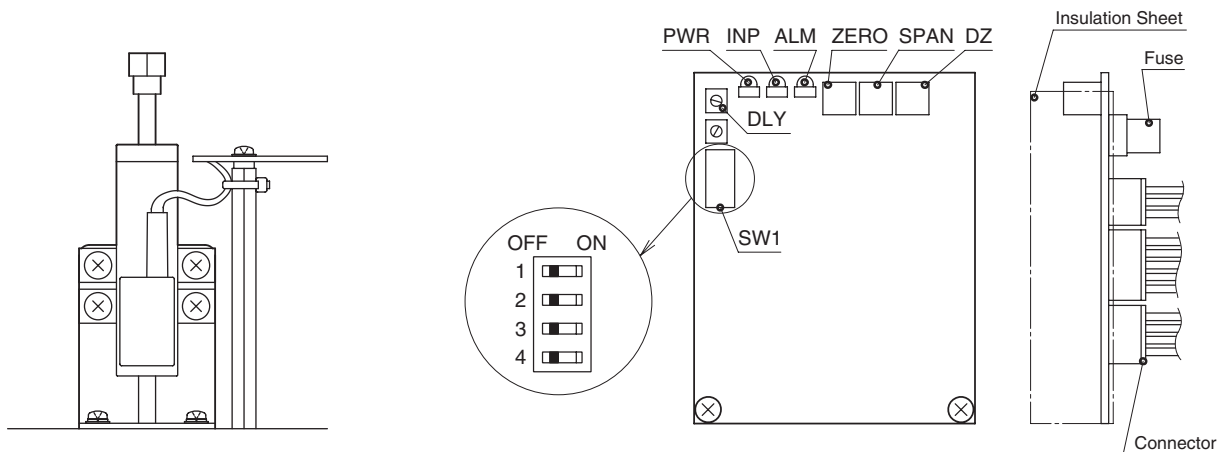 Insulation Sheet
PWR INP ALM ZERO SPAN DZ
Fuse
DLY
SW1
OFF ON
1
2
3
4
Connector